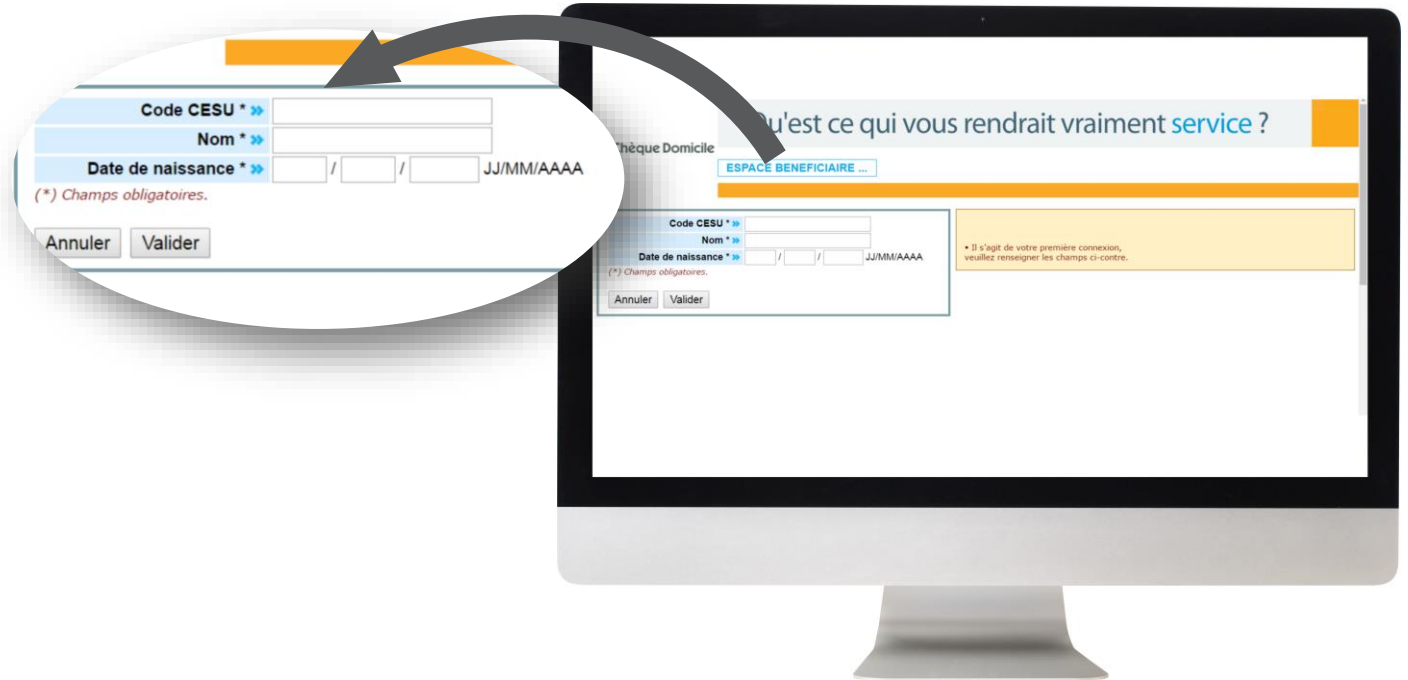 Code CESU * »
Nom * »
Date de naissance * » / / JJ/MM/AAAA
(*) Champs obligatoires.
Annuler Valider
u'est ce qui vous rendrait vraiment service ?
hèque Domicile
ESPACE BENEFICIAIRE ...
Code CESU * »
Nom * »
Date de naissance * » / / JJ/MM/AAAA
(*) Champs obligatoires.
Annuler Valider
• Il s'agit de votre première connexion,
veuillez renseigner les champs ci-contre.